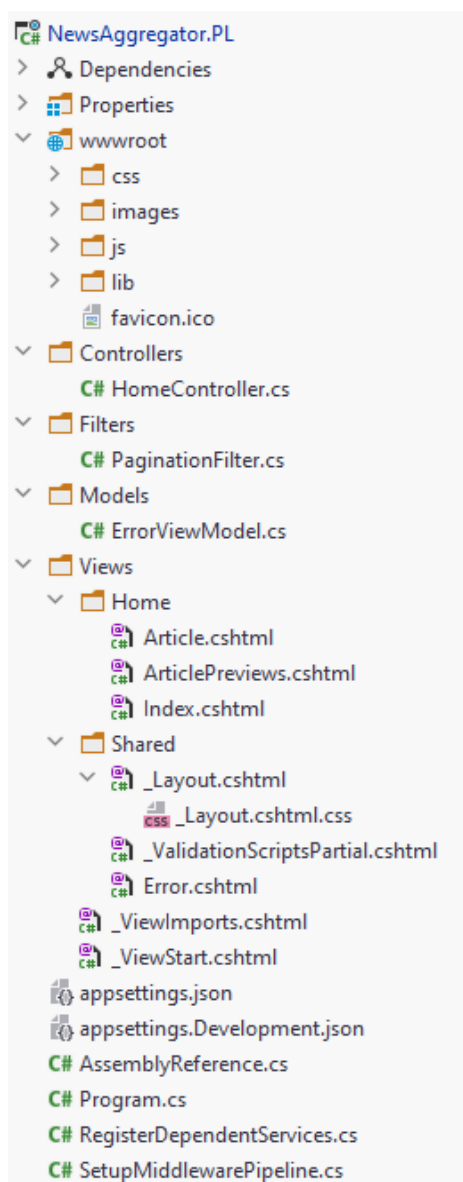 C# NewsAggregator.PL
Dependencies
Properties
wwwroot
css
images
js
lib
favicon.ico
Controllers
C# HomeController.cs
Filters
C# PaginationFilter.cs
Models
C# ErrorViewModel.cs
Views
Home
@ C# Article.cshtml
@ C# ArticlePreviews.cshtml
@ C# Index.cshtml
Shared
@ C# _Layout.cshtml
CSS _Layout.cshtml.css
@ C# _ValidationScriptsPartial.cshtml
@ C# Error.cshtml
@ C# _ViewImports.cshtml
@ C# _ViewStart.cshtml
appsettings.json
appsettings.Development.json
C# AssemblyReference.cs
C# Program.cs
C# RegisterDependentServices.cs
C# SetupMiddlewarePipeline.cs